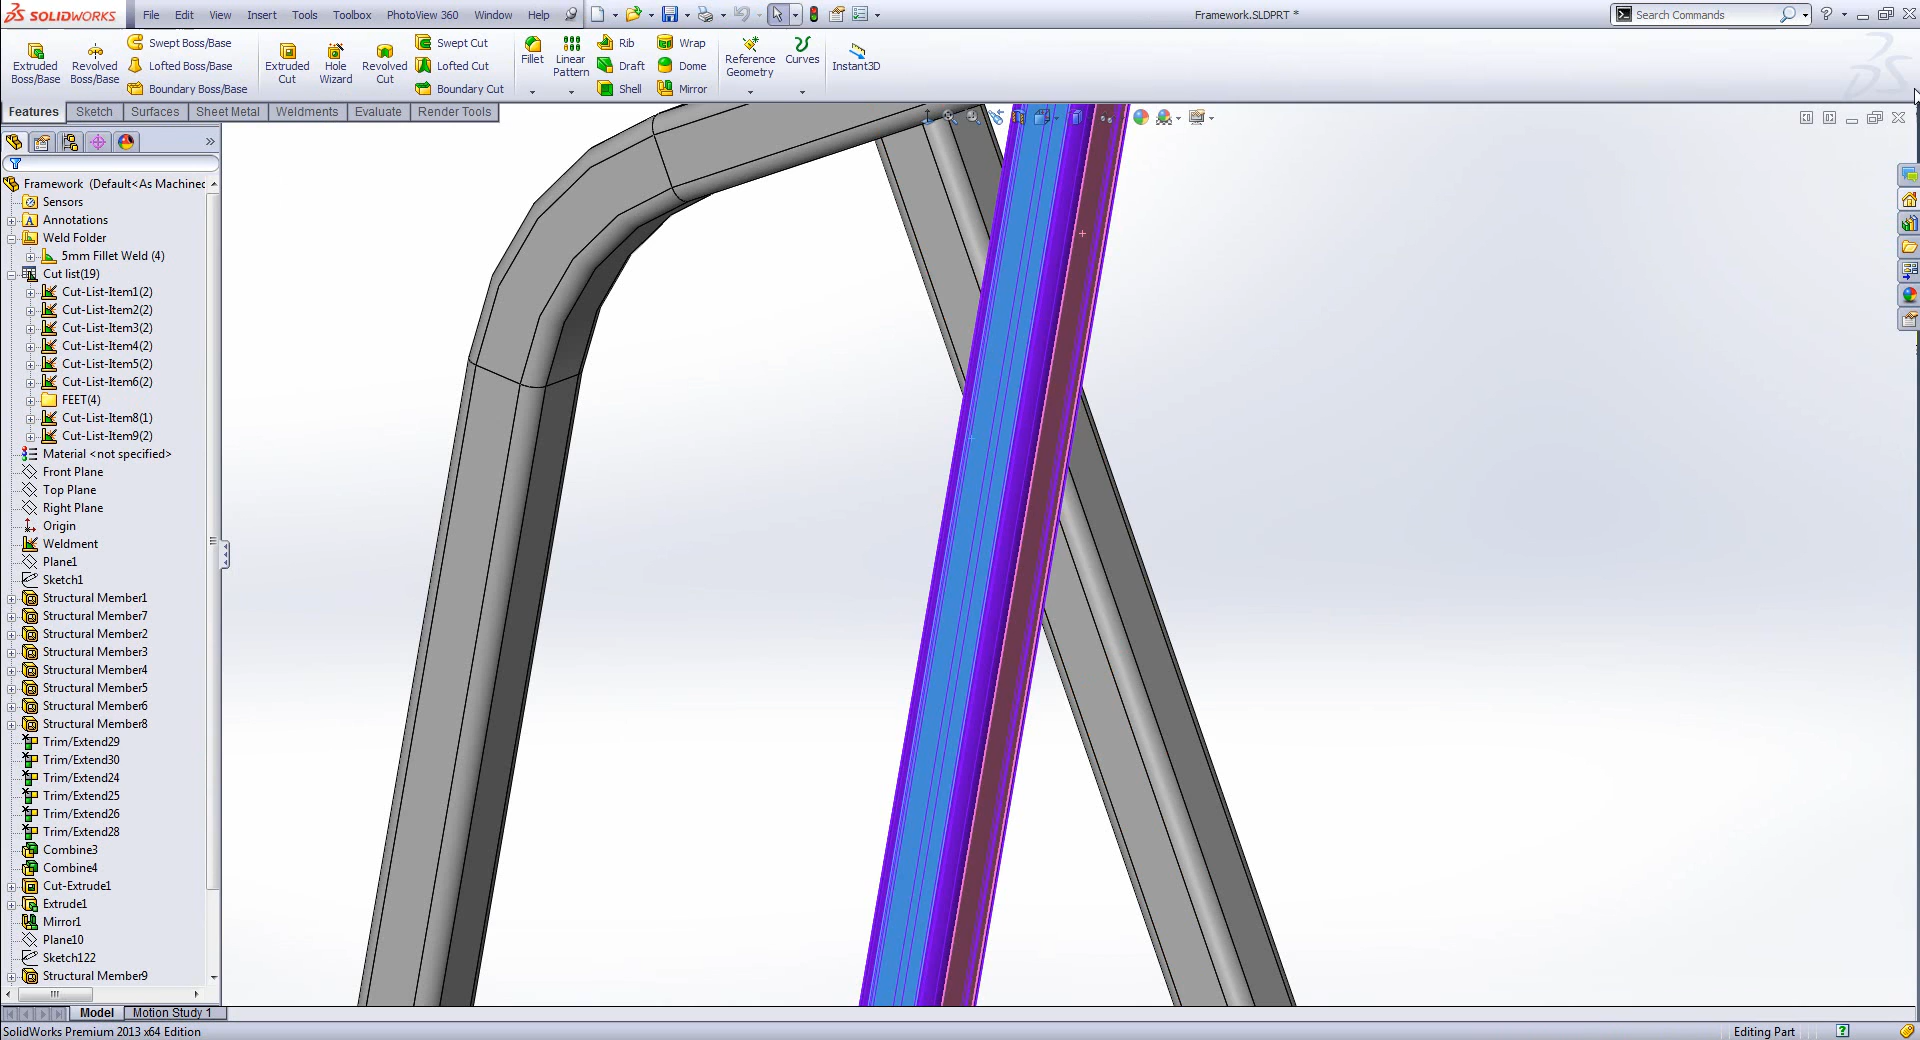 SOLIDWORKS File Edit View Insert Tools Toolbox PhotoView 360 Window Help Framework.SLDPRT * Search Commands ?
Extruded Boss/Base
Revolved Boss/Base
Swept Boss/Base
Lofted Boss/Base
Boundary Boss/Base
Extruded Cut
Hole Wizard
Revolved Cut
Swept Cut
Lofted Cut
Boundary Cut
Fillet
Linear Pattern
Rib
Draft
Shell
Wrap
Dome
Mirror
Reference Geometry
Curves
Instant3D
Features Sketch Surfaces Sheet Metal Weldments Evaluate Render Tools
Framework (Default<As Machined
Sensors
Annotations
Weld Folder
5mm Fillet Weld (4)
Cut list(19)
Cut-List-Item1(2)
Cut-List-Item2(2)
Cut-List-Item3(2)
Cut-List-Item4(2)
Cut-List-Item5(2)
Cut-List-Item6(2)
FEET(4)
Cut-List-Item8(1)
Cut-List-Item9(2)
Material <not specified>
Front Plane
Top Plane
Right Plane
Origin
Weldment
Plane1
Sketch1
Structural Member1
Structural Member7
Structural Member2
Structural Member3
Structural Member4
Structural Member5
Structural Member6
Structural Member8
Trim/Extend29
Trim/Extend30
Trim/Extend24
Trim/Extend25
Trim/Extend26
Trim/Extend28
Combine3
Combine4
Cut-Extrude1
Extrude1
Mirror1
Plane10
Sketch122
Structural Member9
Model Motion Study 1
SolidWorks Premium 2013 x64 Edition Editing Part ?